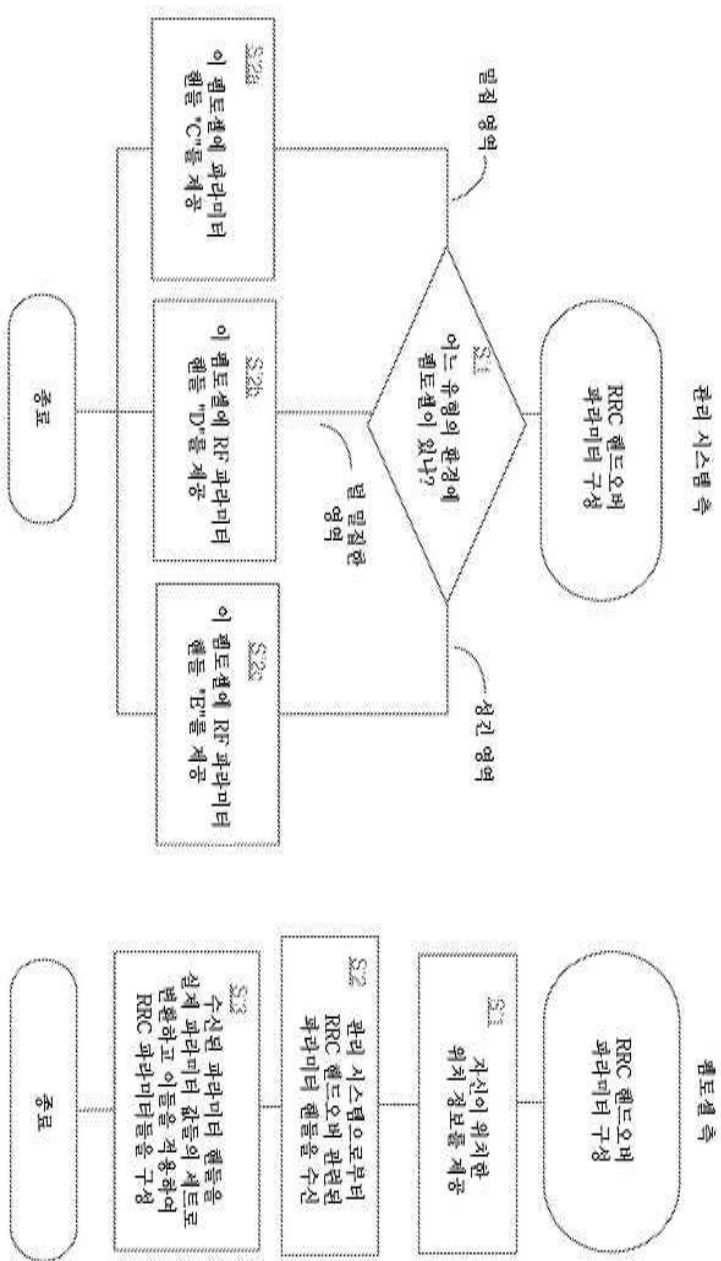 관리 시스템 측
RRC 핸드오버
파라미터 구성
S:1
어느 유형의 환경에
펨토셀이 있나?
밀집 영역
덜 밀집한
영역
성긴 영역
S:2a
이 펨토셀에 파라미터
핸들 "C"를 제공
S:2b
이 펨토셀에 RF 파라미터
핸들 "D"를 제공
S:2c
이 펨토셀에 RF 파라미터
핸들 "E"를 제공
종료
펨토셀 측
RRC 핸드오버
파라미터 구성
S:1
자신이 위치한
위치 정보를 제공
S:2
관리 시스템으로부터
RRC 핸드오버 관련된
파라미터 핸들을 수신
S:3
수신된 파라미터 핸들을
실제 파라미터 값들의 세트로
변환하고 이들을 적용하여
RRC 파라미터들을 구성
종료